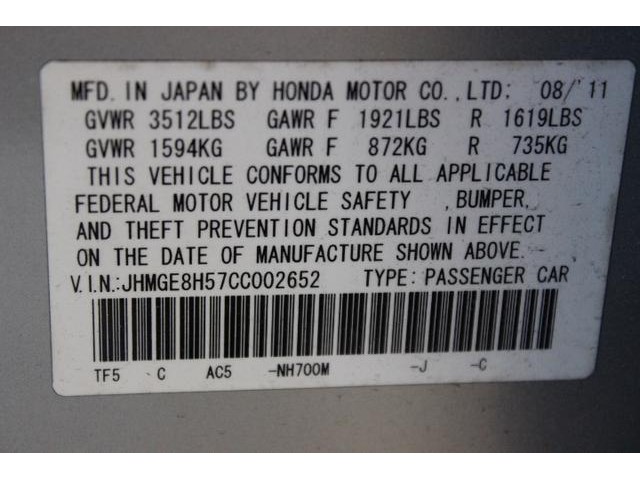 MFD. IN JAPAN BY HONDA MOTOR CO., LTD: 08/'11
GVWR 3512LBS GAWR F 1921LBS R 1619LBS
GVWR 1594KG GAWR F 872KG R 735KG
THIS VEHICLE CONFORMS TO ALL APPLICABLE
FEDERAL MOTOR VEHICLE SAFETY ,BUMPER,
AND THEFT PREVENTION STANDARDS IN EFFECT
ON THE DATE OF MANUFACTURE SHOWN ABOVE.
V.I.N.:JHMGE8H57CC002652 TYPE: PASSENGER CAR
TF5 C AC5 -NH700M -J -C